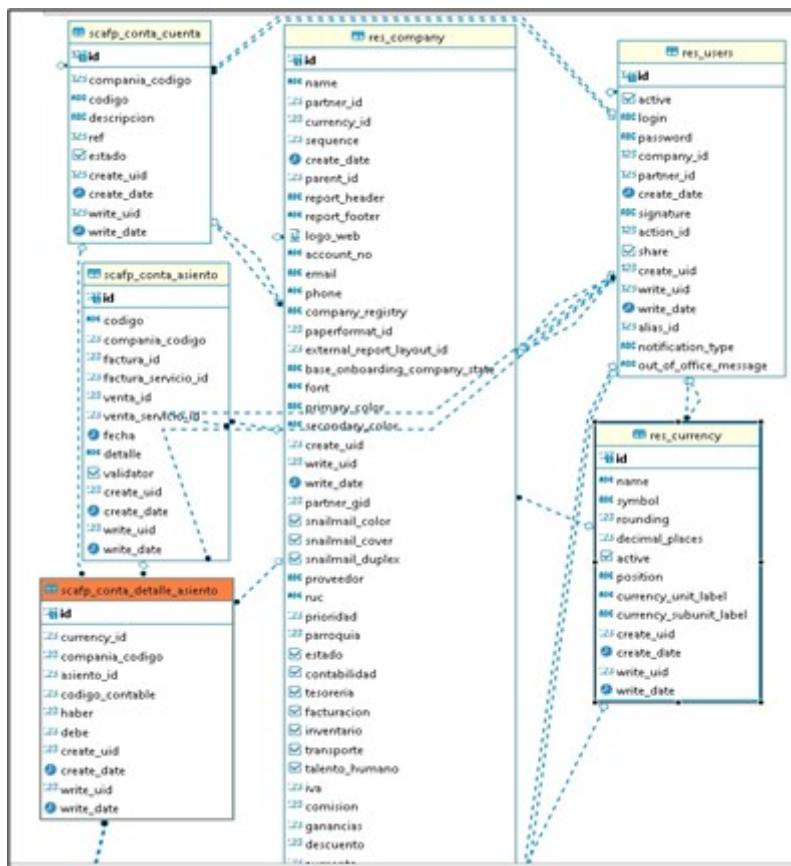 scafp_conta_cuenta
id
compania_codigo
codigo
descripcion
ref
estado
create_uid
create_date
write_uid
write_date
scafp_conta_asiento
id
codigo
compania_codigo
factura_id
factura_servicio_id
venta_id
venta_servicio_id
fecha
detalle
validator
create_uid
create_date
write_uid
write_date
scafp_conta_detalle_asiento
id
currency_id
compania_codigo
asiento_id
codigo_contable
haber
debe
create_uid
create_date
write_uid
write_date
res_company
id
name
partner_id
currency_id
sequence
create_date
parent_id
report_header
report_footer
logo_web
account_no
email
phone
company_registry
paperformat_id
external_report_layout_id
base_onboarding_company_state
font
primary_color
secondary_color
create_uid
write_uid
write_date
partner_gid
snailmail_color
snailmail_cover
snailmail_duplex
proveedor
ruc
prioridad
parroquia
estado
contabilidad
tesoreria
facturacion
inventario
transporte
talento_humano
iva
comision
ganancias
descuento
res_users
id
active
login
password
company_id
partner_id
create_date
signature
action_id
share
create_uid
write_uid
write_date
alias_id
notification_type
out_of_office_message
res_currency
id
name
symbol
rounding
decimal_places
active
position
currency_unit_label
currency_subunit_label
create_uid
create_date
write_uid
write_date